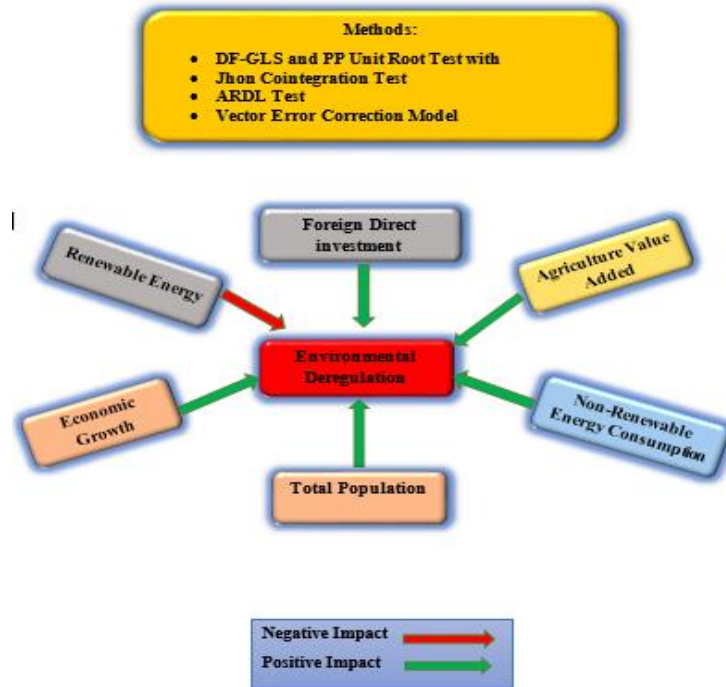 Methods:
• DF-GLS and PP Unit Root Test with
• Jhon Cointegration Test
• ARDL Test
• Vector Error Correction Model
Foreign Direct
investment
Renewable Energy
Agriculture Value
Added
Environmental
Deregulation
Economic
Growth
Non-Renewable
Energy Consumption
Total Population
Negative Impact
Positive Impact